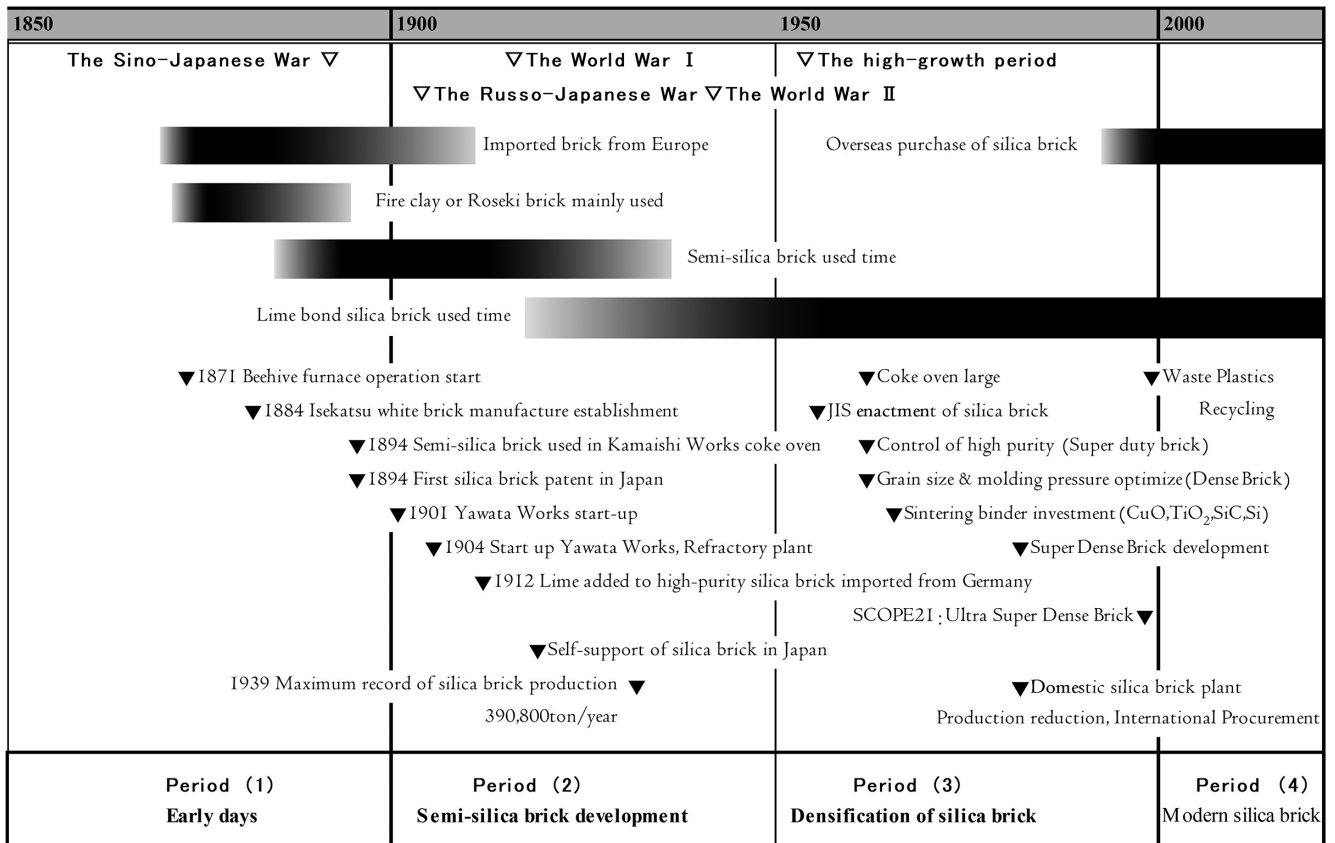 1850 1900 1950 2000
The Sino-Japanese War ▽ ▽The World War Ⅰ ▽The high-growth period
▽The Russo-Japanese War ▽The World War Ⅱ
Imported brick from Europe Overseas purchase of silica brick
Fire clay or Roseki brick mainly used
Semi-silica brick used time
Lime bond silica brick used time
▼1871 Beehive furnace operation start ▼Coke oven large ▼Waste Plastics
▼1884 Isekatsu white brick manufacture establishment ▼JIS enactment of silica brick Recycling
▼1894 Semi-silica brick used in Kamaishi Works coke oven ▼Control of high purity (Super duty brick)
▼1894 First silica brick patent in Japan ▼Grain size & molding pressure optimize(Dense Brick)
▼1901 Yawata Works start-up ▼Sintering binder investment(CuO,TiO2,SiC,Si)
▼1904 Start up Yawata Works, Refractory plant ▼Super Dense Brick development
▼1912 Lime added to high-purity silica brick imported from Germany
SCOPE21:Ultra Super Dense Brick▼
▼Self-support of silica brick in Japan
1939 Maximum record of silica brick production ▼ ▼Domestic silica brick plant
390,800ton/year Production reduction, International Procurement
Period (1) Period (2) Period (3) Period (4)
Early days Semi-silica brick development Densification of silica brick Modern silica brick